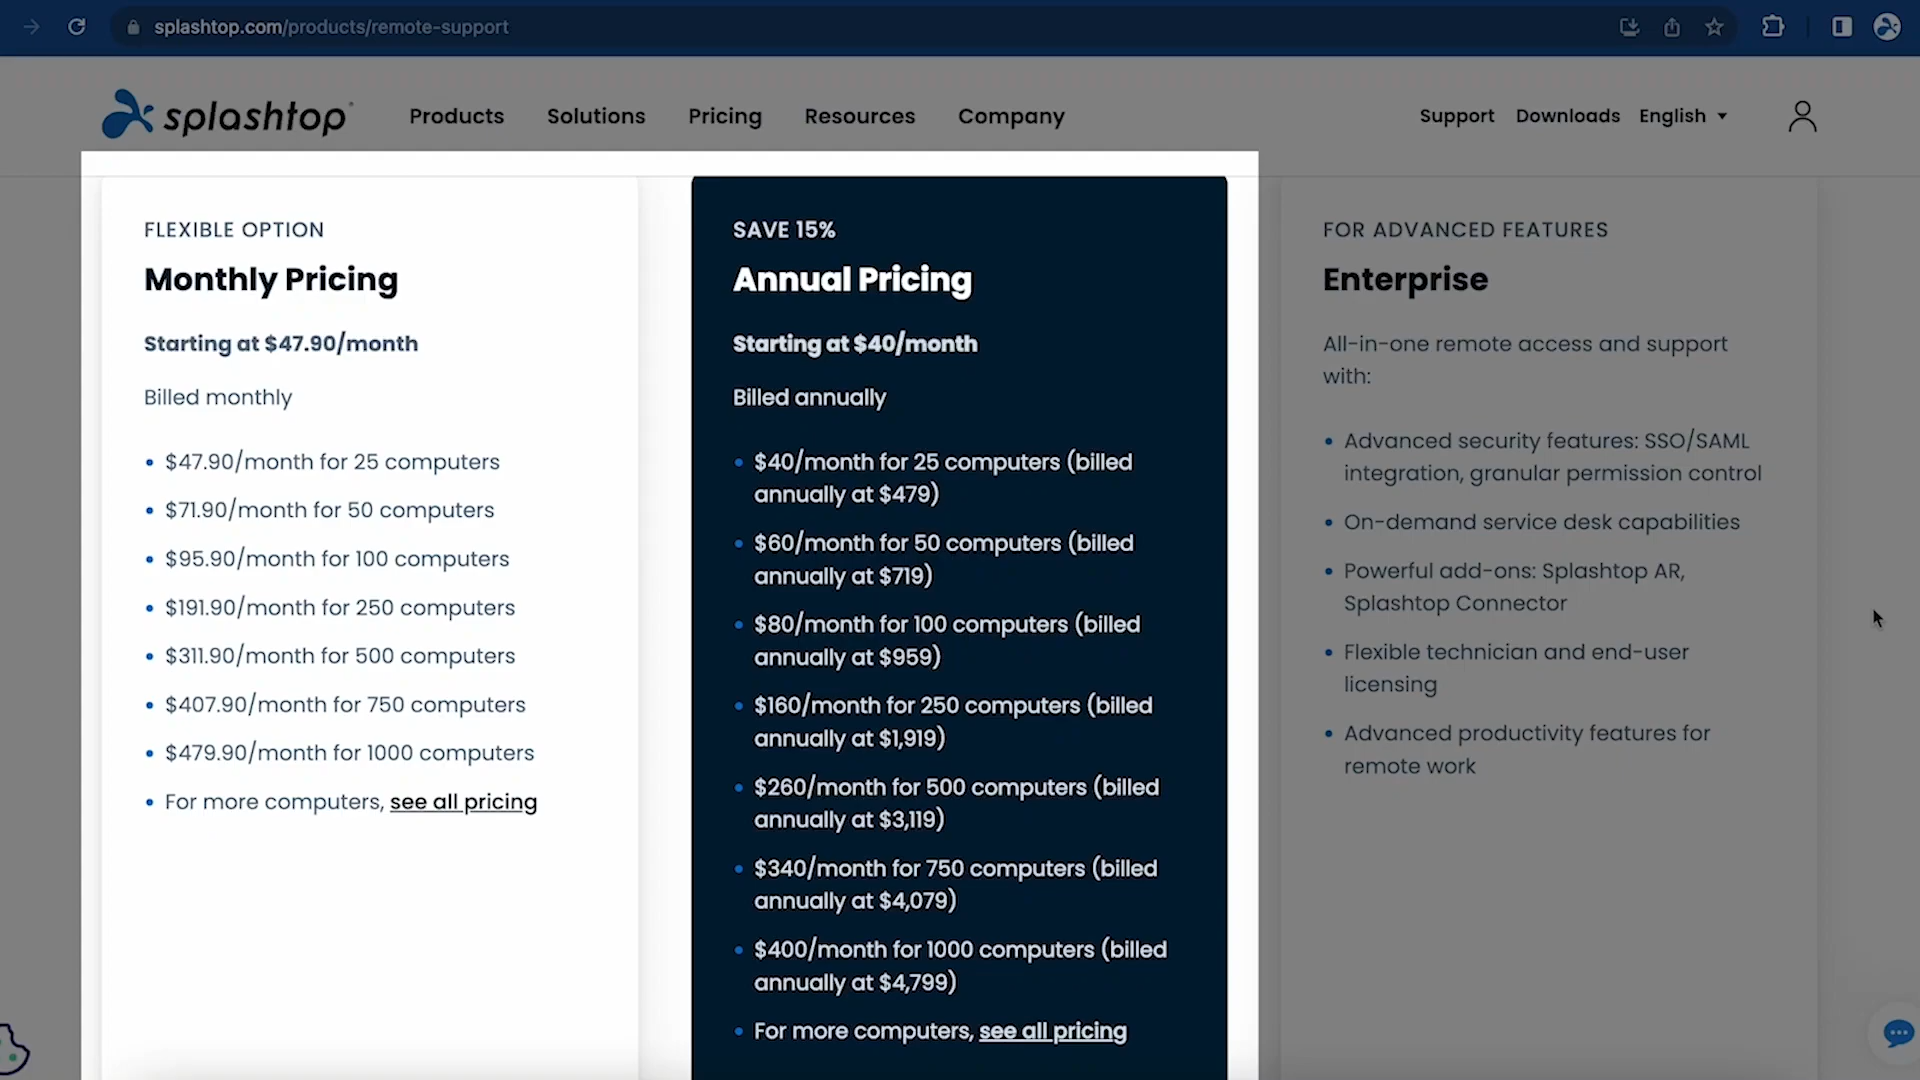 splashtop.com/products/remote-support
splashtop
Products
Solutions
Pricing
Resources
Company
Support
Downloads
English
FLEXIBLE OPTION
Monthly Pricing
Starting at $47.90/month
Billed monthly
$47.90/month for 25 computers
$71.90/month for 50 computers
$95.90/month for 100 computers
$191.90/month for 250 computers
$311.90/month for 500 computers
$407.90/month for 750 computers
$479.90/month for 1000 computers
For more computers, see all pricing
SAVE 15%
Annual Pricing
Starting at $40/month
Billed annually
$40/month for 25 computers (billed
annually at $479)
$60/month for 50 computers (billed
annually at $719)
$80/month for 100 computers (billed
annually at $959)
$160/month for 250 computers (billed
annually at $1,919)
$260/month for 500 computers (billed
annually at $3,119)
$340/month for 750 computers (billed
annually at $4,079)
$400/month for 1000 computers (billed
annually at $4,799)
For more computers, see all pricing
FOR ADVANCED FEATURES
Enterprise
All-in-one remote access and support
with:
Advanced security features: SSO/SAML
integration, granular permission control
On-demand service desk capabilities
Powerful add-ons: Splashtop AR,
Splashtop Connector
Flexible technician and end-user
licensing
Advanced productivity features for
remote work